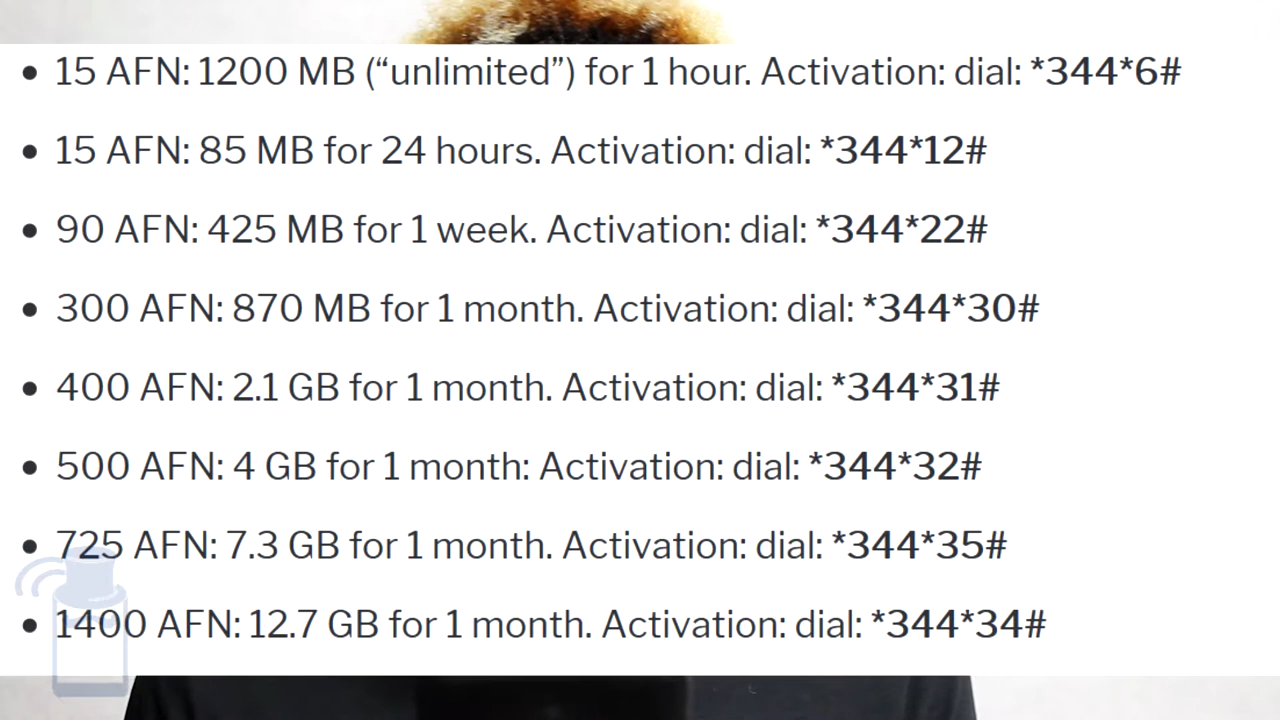 • 15 AFN: 1200 MB (“unlimited”) for 1 hour. Activation: dial: *344*6#
• 15 AFN: 85 MB for 24 hours. Activation: dial: *344*12#
• 90 AFN: 425 MB for 1 week. Activation: dial: *344*22#
• 300 AFN: 870 MB for 1 month. Activation: dial: *344*30#
• 400 AFN: 2.1 GB for 1 month. Activation: dial: *344*31#
• 500 AFN: 4 GB for 1 month: Activation: dial: *344*32#
• 725 AFN: 7.3 GB for 1 month. Activation: dial: *344*35#
• 1400 AFN: 12.7 GB for 1 month. Activation: dial: *344*34#